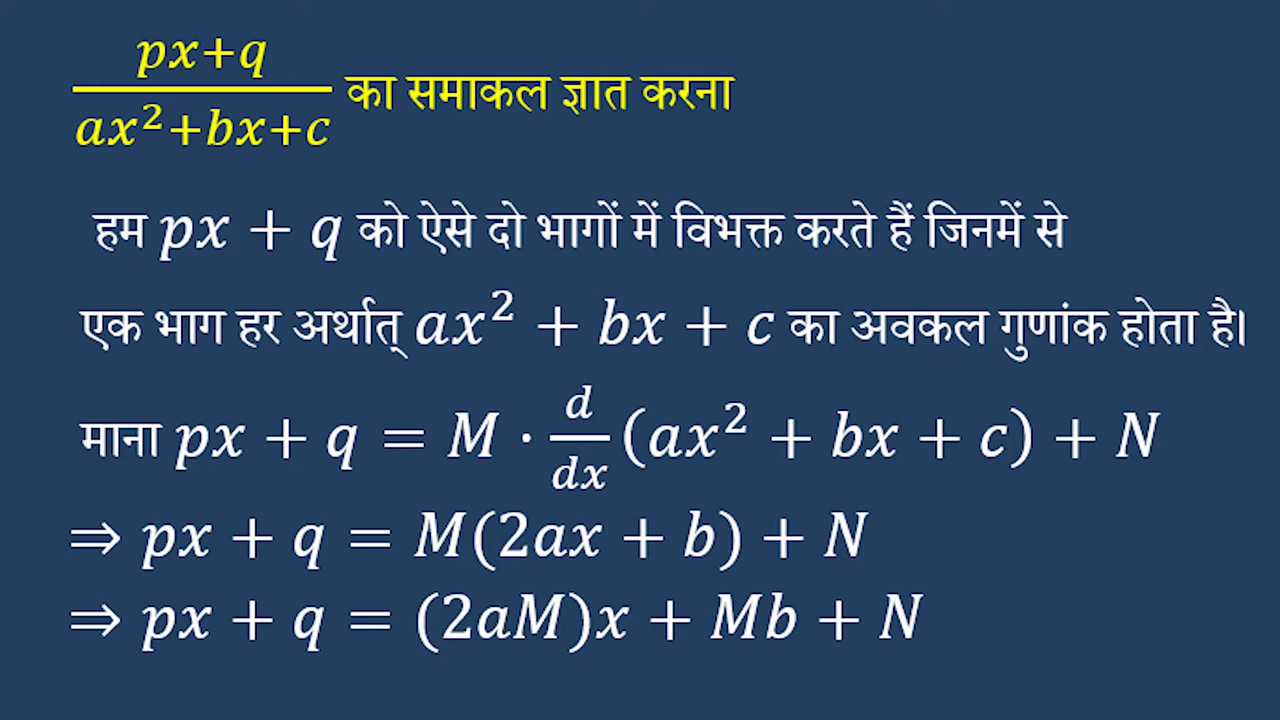 px+q / ax²+bx+c का समाकल ज्ञात करना
हम px + q को ऐसे दो भागों में विभक्त करते हैं जिनमें से
एक भाग हर अर्थात् ax² + bx + c का अवकल गुणांक होता है।
माना px + q = M · d/dx (ax² + bx + c) + N
⇒ px + q = M(2ax + b) + N
⇒ px + q = (2aM)x + Mb + N